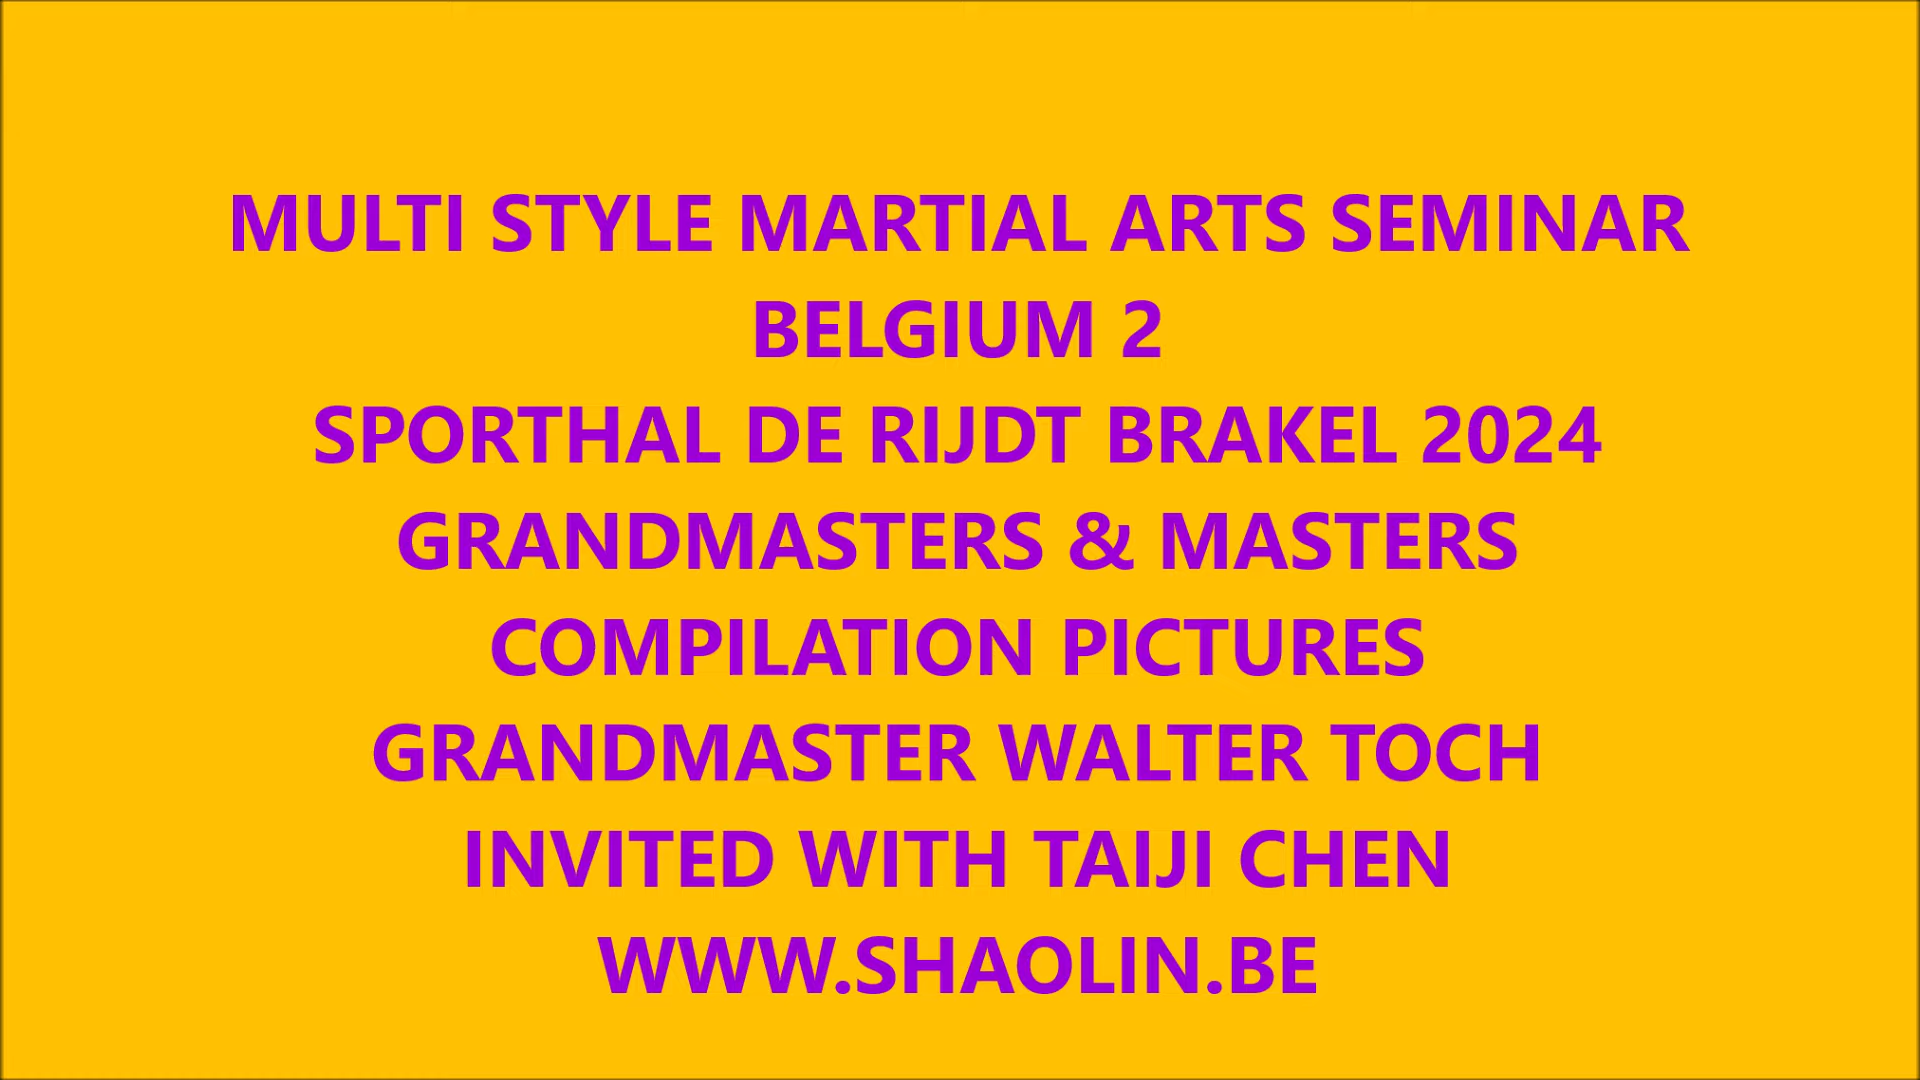 MULTI STYLE MARTIAL ARTS SEMINAR
BELGIUM 2
SPORTHAL DE RIJDT BRAKEL 2024
GRANDMASTERS & MASTERS
COMPILATION PICTURES
GRANDMASTER WALTER TOCH
INVITED WITH TAIJI CHEN
WWW.SHAOLIN.BE